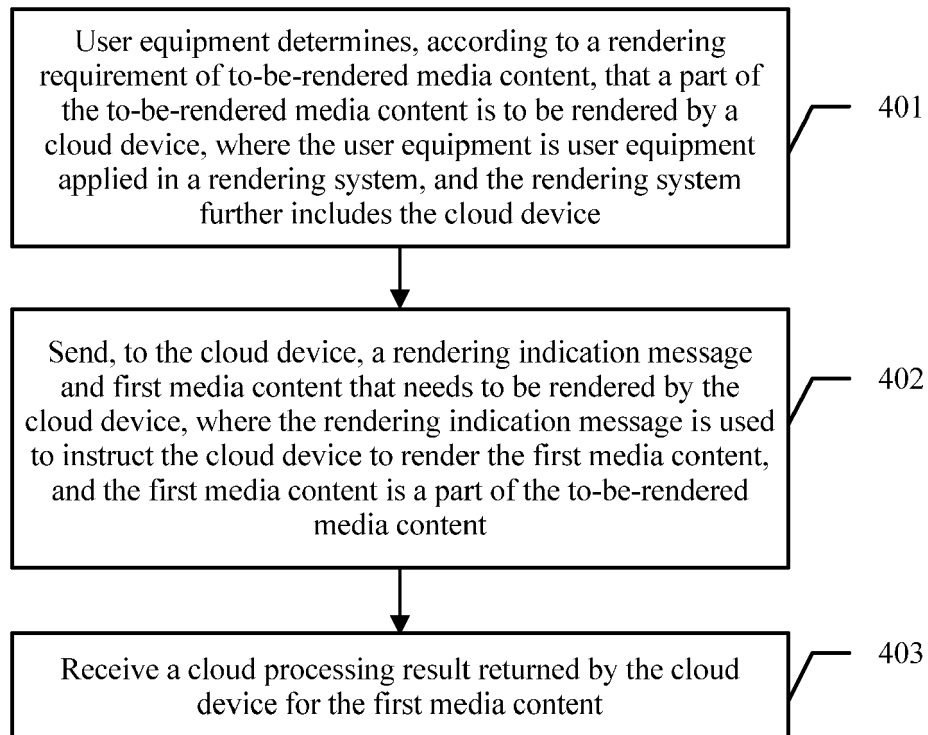 User equipment determines, according to a rendering
requirement of to-be-rendered media content, that a part of
the to-be-rendered media content is to be rendered by a
cloud device, where the user equipment is user equipment
applied in a rendering system, and the rendering system
further includes the cloud device
401
Send, to the cloud device, a rendering indication message
and first media content that needs to be rendered by the
cloud device, where the rendering indication message is used
to instruct the cloud device to render the first media content,
and the first media content is a part of the to-be-rendered
media content
402
Receive a cloud processing result returned by the cloud
device for the first media content
403